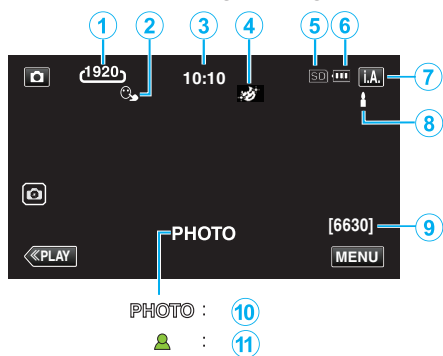 1 2 3 4 5 6
1920 10:10 SD i.A. 7
8
[6630] 9
PHOTO
≪PLAY MENU
PHOTO : 10
: 11